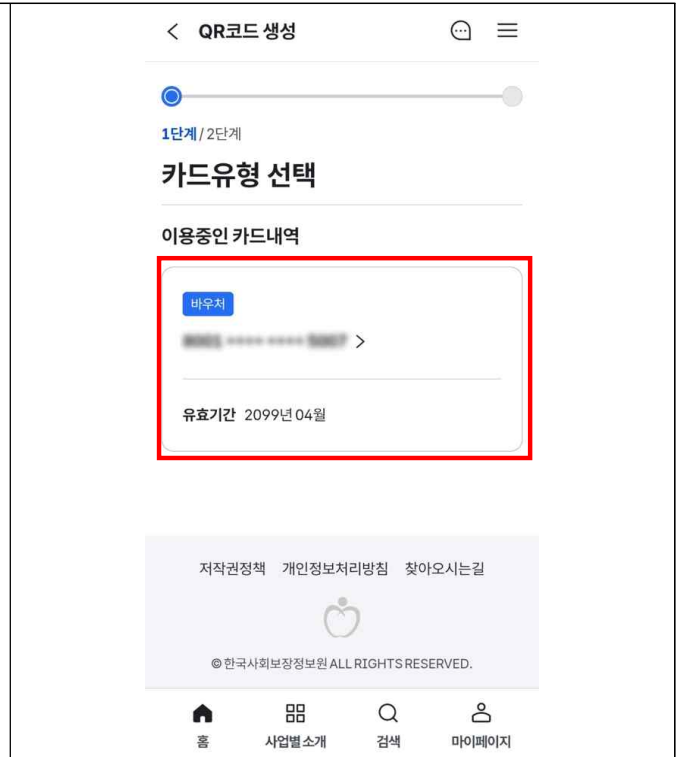 QR코드 생성
1단계 / 2단계
카드유형 선택
이용중인 카드내역
바우처
유효기간 2099년 04월
저작권정책 개인정보처리방침 찾아오시는길
© 한국사회보장정보원 ALL RIGHTS RESERVED.
홈 사업별소개 검색 마이페이지